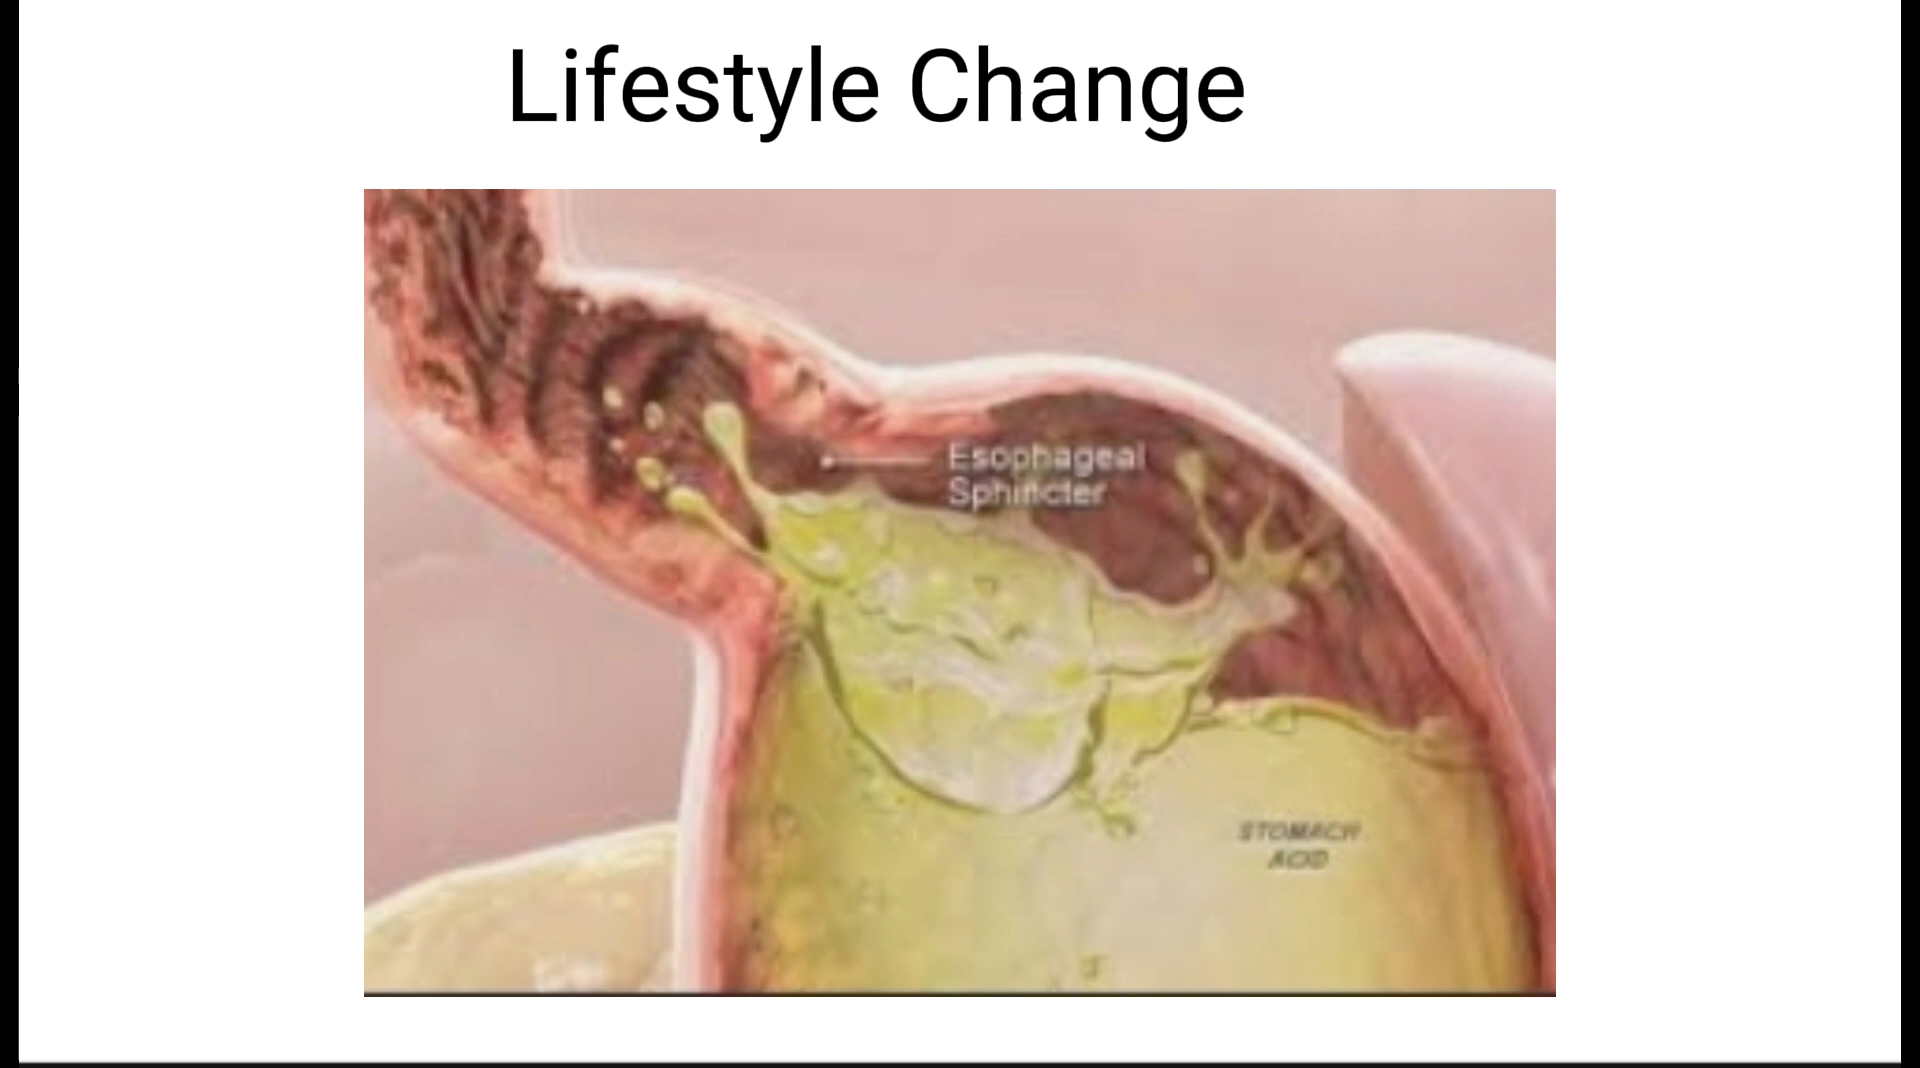 Lifestyle Change
Esophageal
Sphincter
STOMACH
ACID